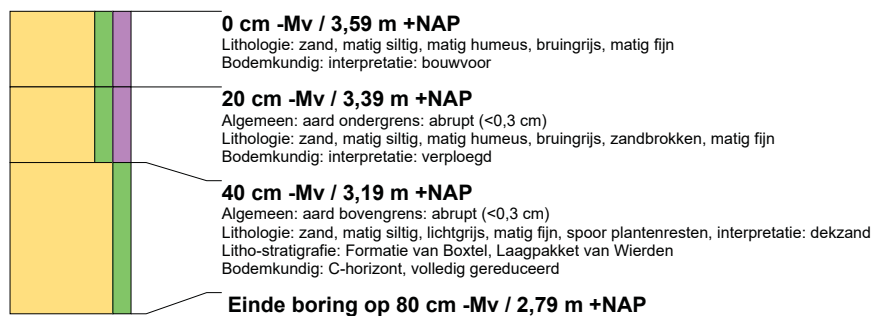 0 cm -Mv / 3,59 m +NAP
Lithologie: zand, matig siltig, matig humeus, bruingrijs, matig fijn
Bodemkundig: interpretatie: bouwvoor
20 cm -Mv / 3,39 m +NAP
Algemeen: aard ondergrens: abrupt (<0,3 cm)
Lithologie: zand, matig siltig, matig humeus, bruingrijs, zandbrokken, matig fijn
Bodemkundig: interpretatie: verploegd
40 cm -Mv / 3,19 m +NAP
Algemeen: aard bovengrens: abrupt (<0,3 cm)
Lithologie: zand, matig siltig, lichtgrijs, matig fijn, spoor plantenresten, interpretatie: dekzand
Litho-stratigrafie: Formatie van Boxtel, Laagpakket van Wierden
Bodemkundig: C-horizont, volledig gereduceerd
Einde boring op 80 cm -Mv / 2,79 m +NAP